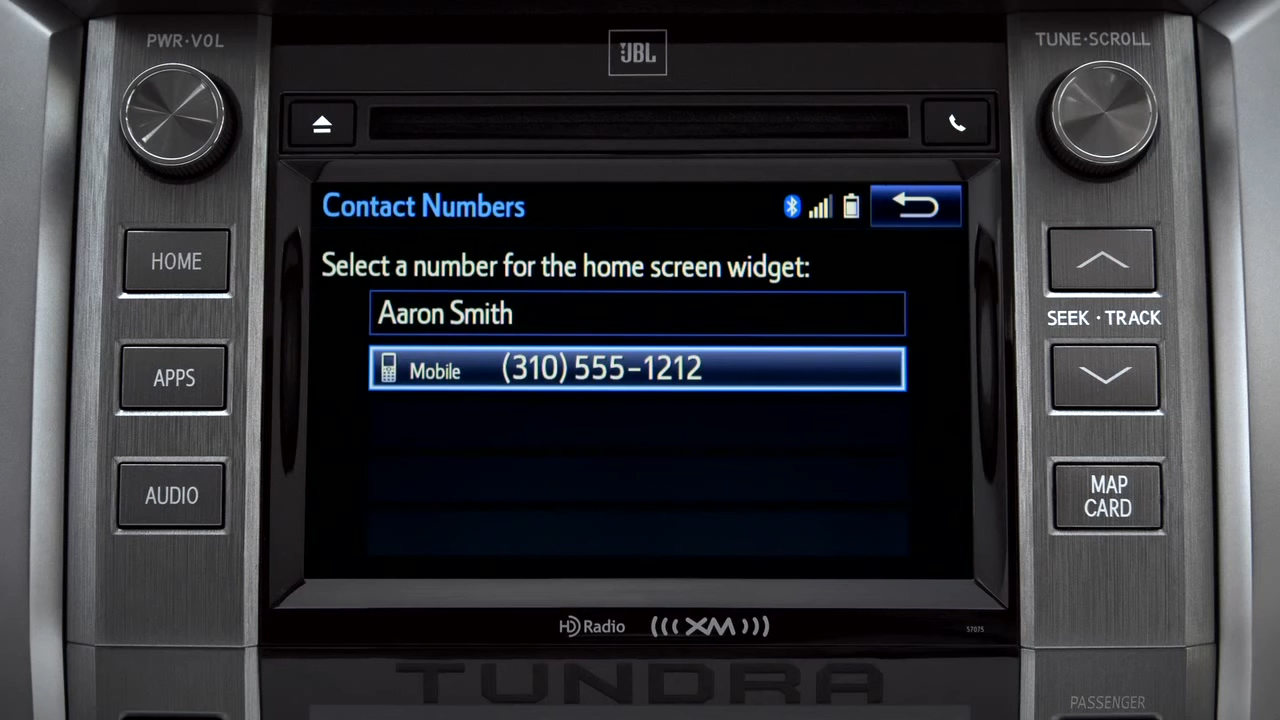 PWR·VOL
JBL
TUNE·SCROLL
Contact Numbers
HOME
Select a number for the home screen widget:
Aaron Smith
SEEK · TRACK
Mobile (310) 555-1212
APPS
AUDIO
MAP
CARD
HD Radio
((( XM )))
57075
TUNDRA
PASSENGER